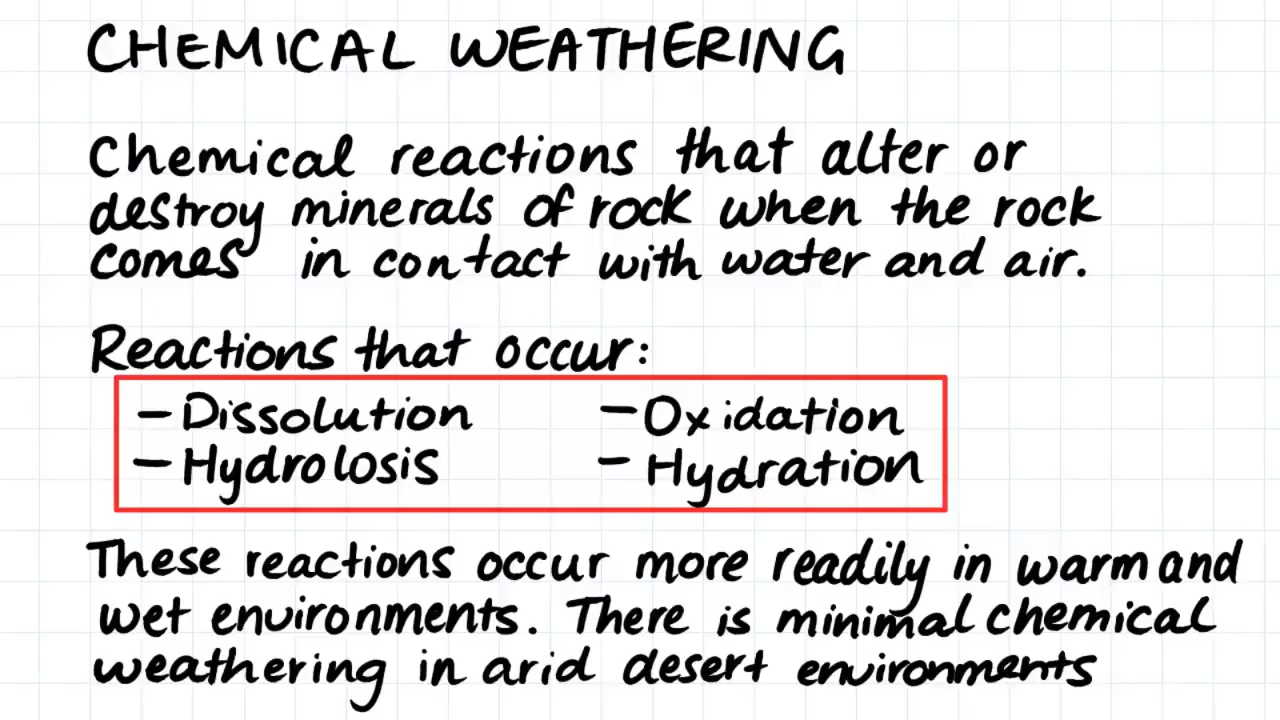 CHEMICAL WEATHERING
Chemical reactions that alter or
destroy minerals of rock when the rock
comes in contact with water and air.
Reactions that occur:
- Dissolution - Oxidation
- Hydrolosis - Hydration
These reactions occur more readily in warm and
wet environments. There is minimal chemical
weathering in arid desert environments